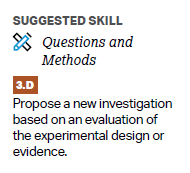 SUGGESTED SKILL
Questions and
Methods
3.D
Propose a new investigation
based on an evaluation of
the experimental design or
evidence.